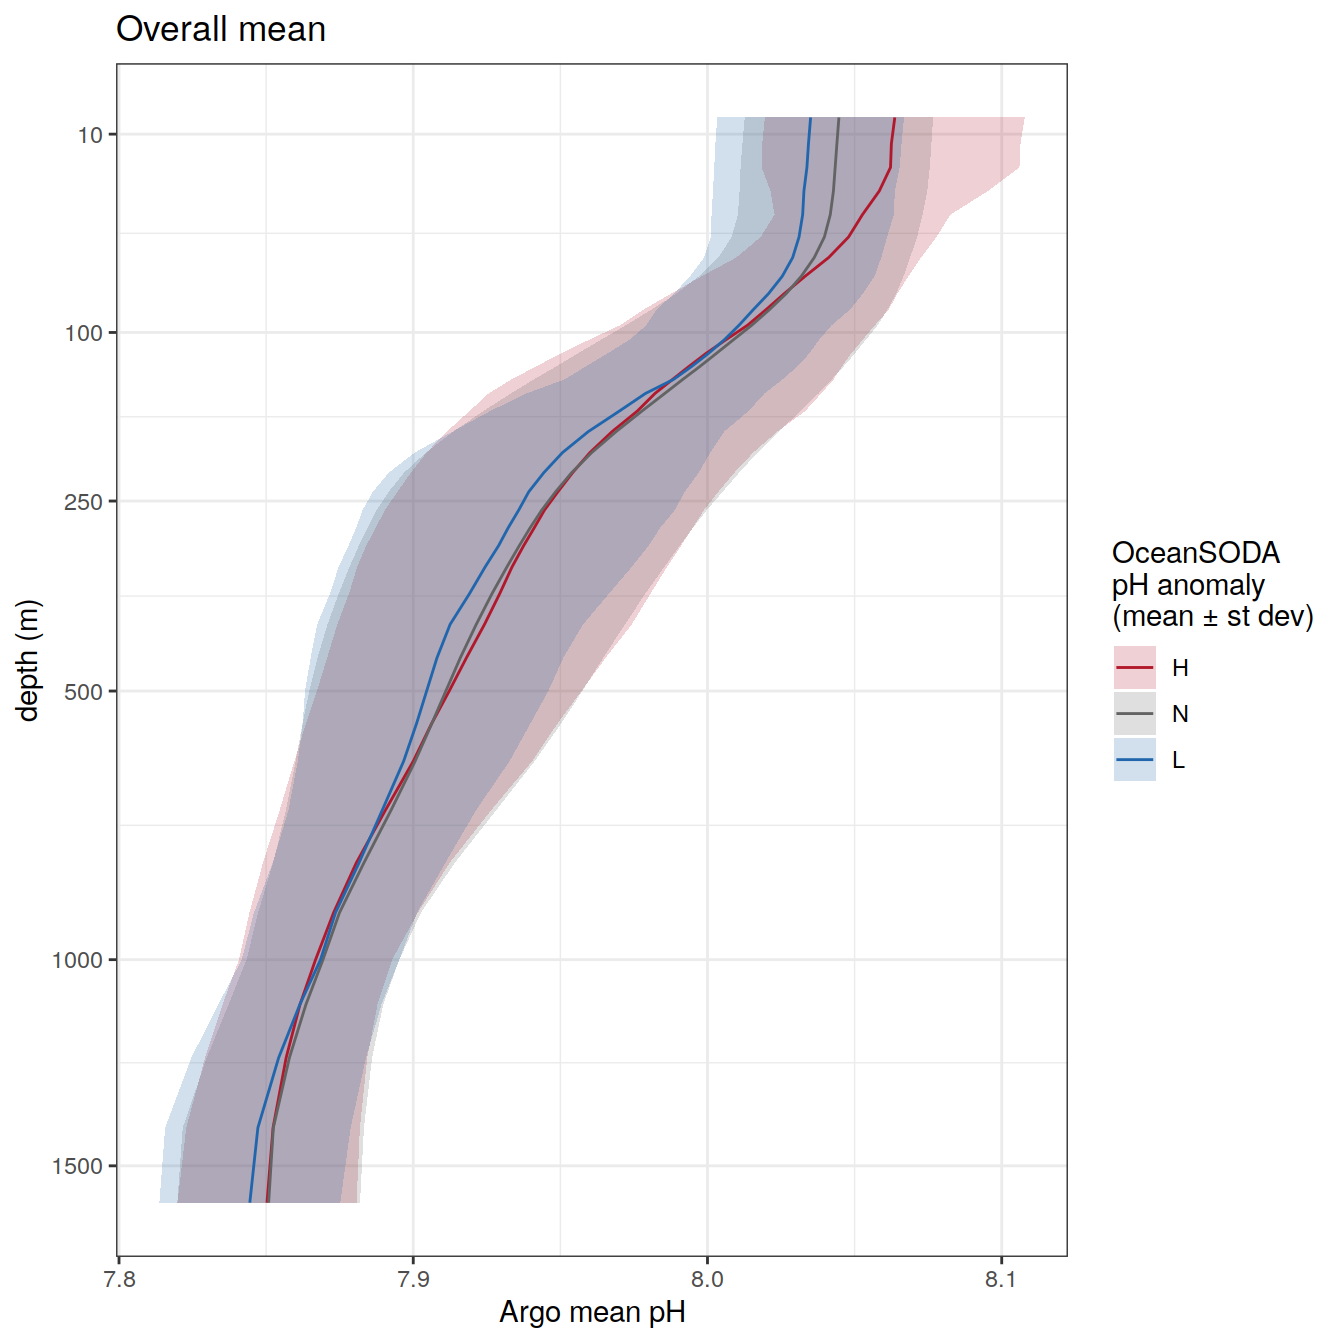 Overall mean
10
100
250
500
1000
1500
depth (m)
7.8
7.9
8.0
8.1
Argo mean pH
OceanSODA
pH anomaly
(mean ± st dev)
H
N
L